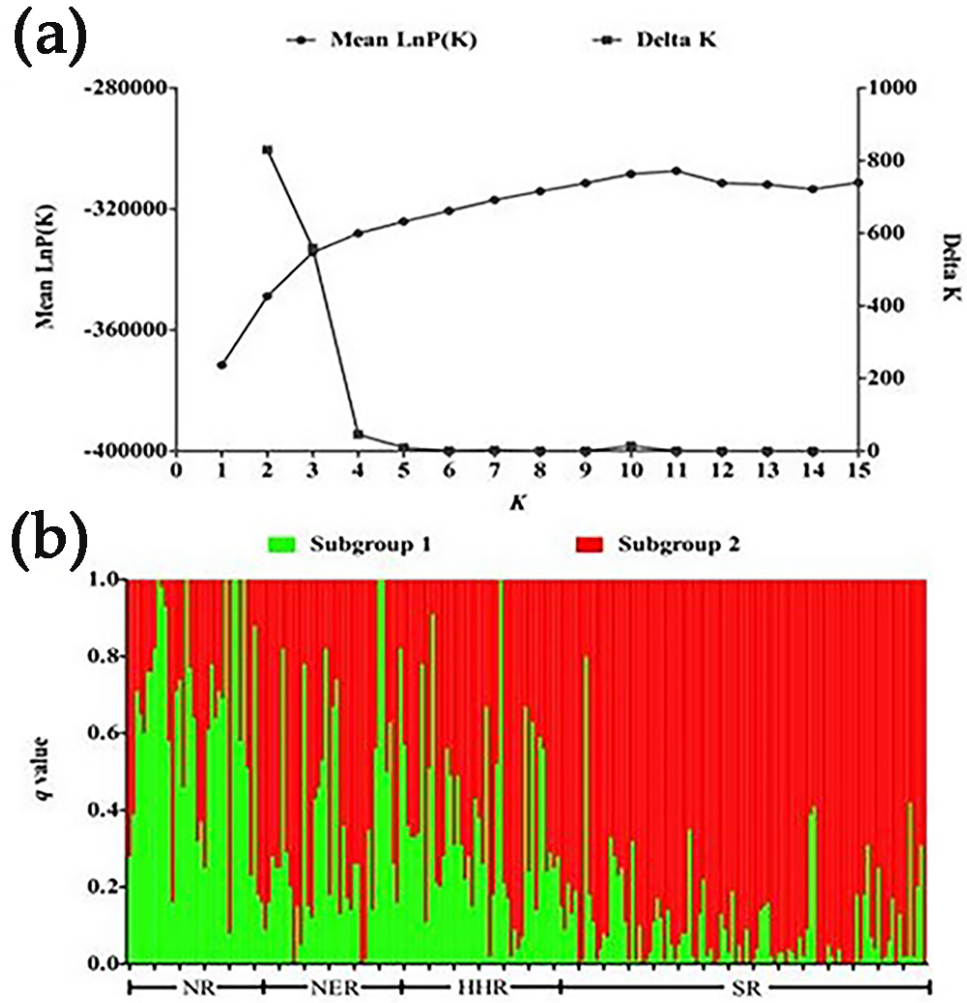 (a)
Mean LnP(K) Delta K
-280000 1000
800
-320000
600
Mean LnP(K) Delta K
400
-360000
200
-400000 0
0 1 2 3 4 5 6 7 8 9 10 11 12 13 14 15
K
(b)
Subgroup 1 Subgroup 2
1.0
0.8
0.6
q value
0.4
0.2
0.0
NR NER HHR SR